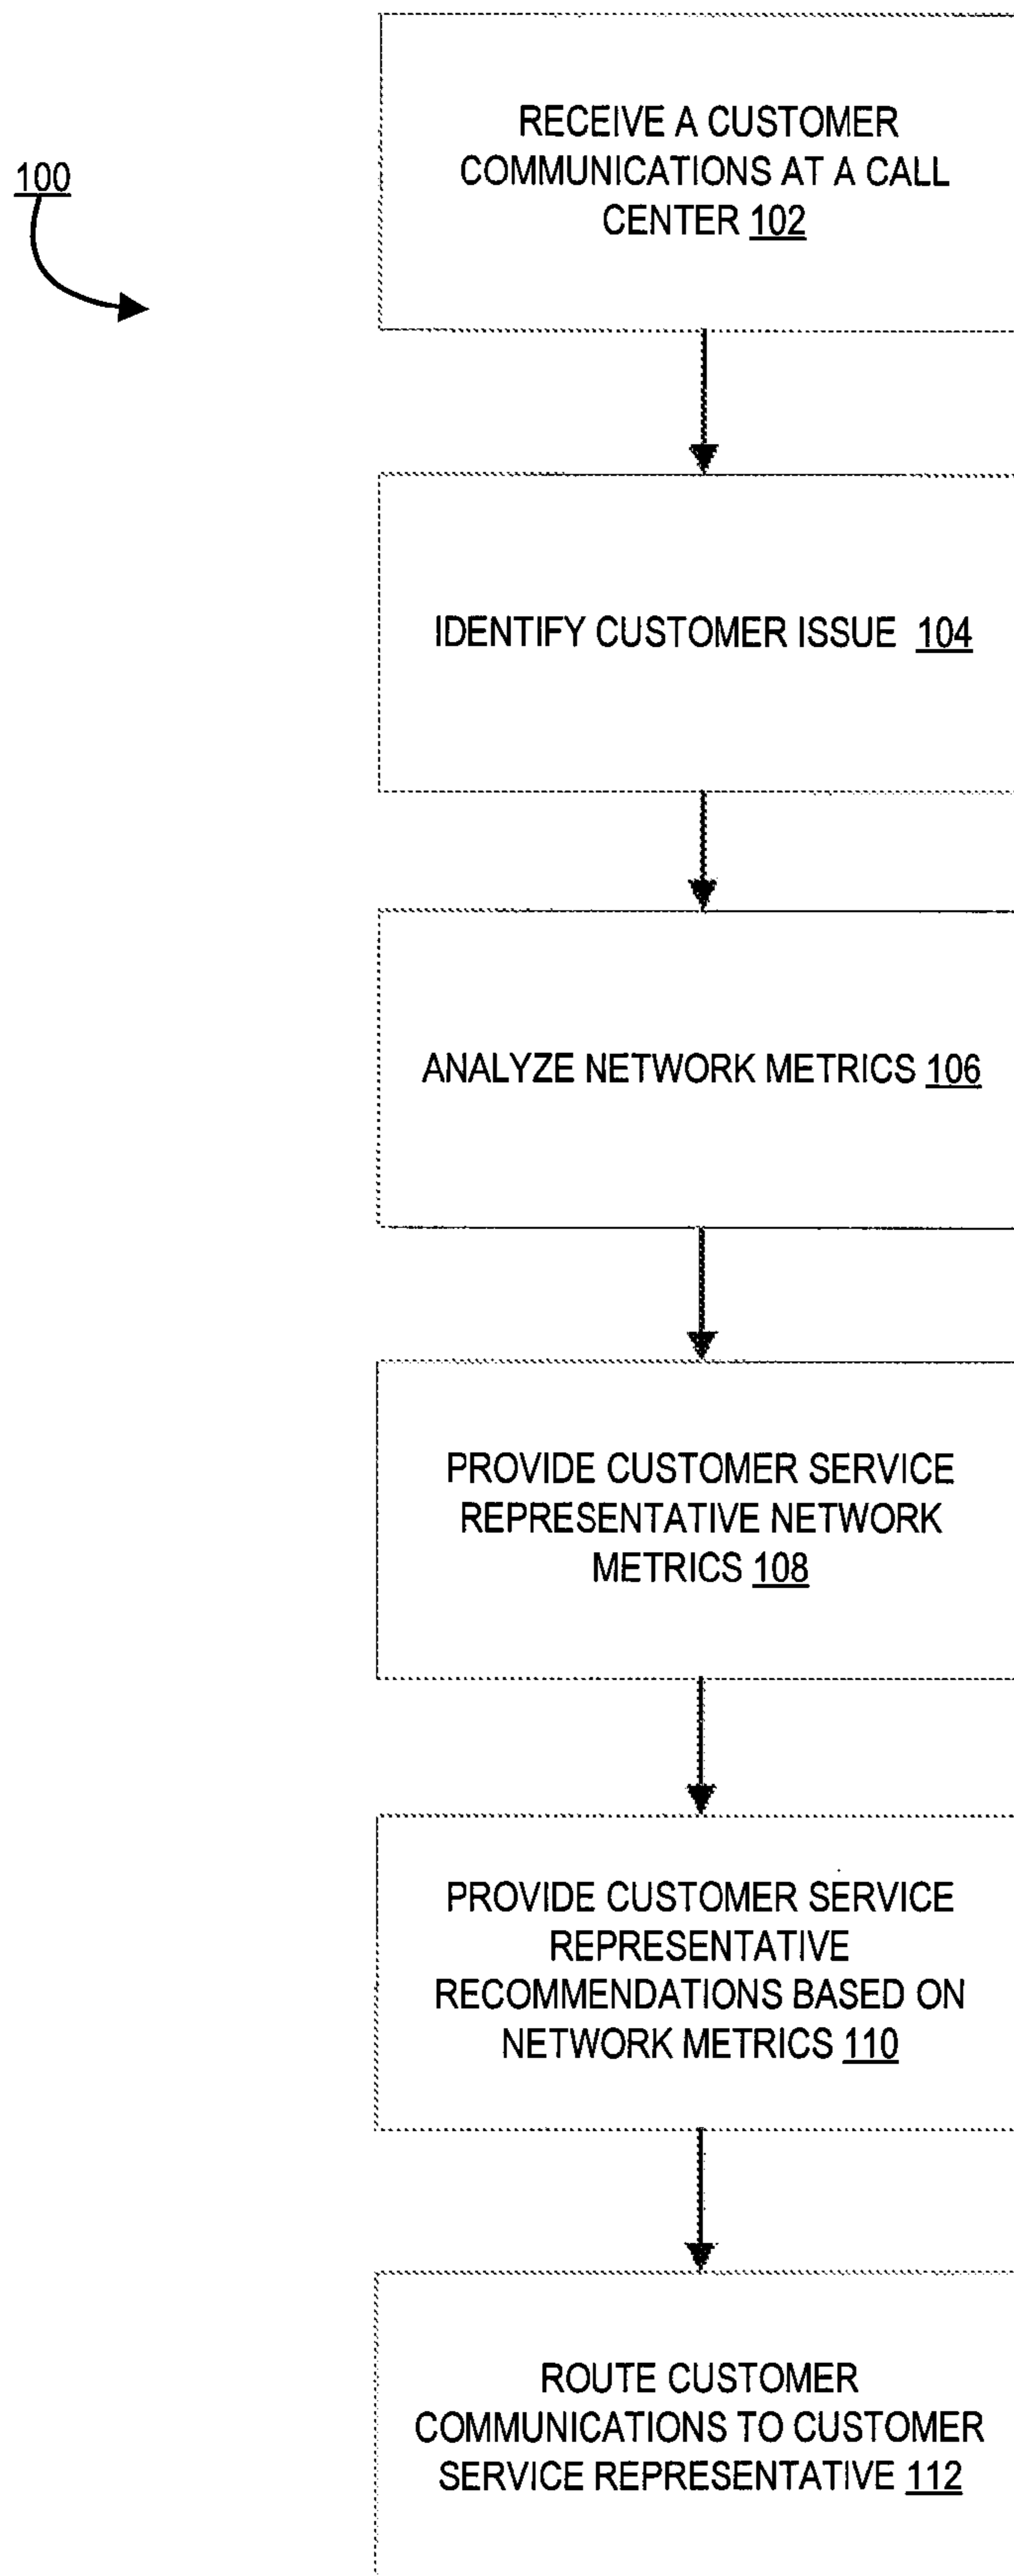 100
RECEIVE A CUSTOMER
COMMUNICATIONS AT A CALL
CENTER 102
IDENTIFY CUSTOMER ISSUE 104
ANALYZE NETWORK METRICS 106
PROVIDE CUSTOMER SERVICE
REPRESENTATIVE NETWORK
METRICS 108
PROVIDE CUSTOMER SERVICE
REPRESENTATIVE
RECOMMENDATIONS BASED ON
NETWORK METRICS 110
ROUTE CUSTOMER
COMMUNICATIONS TO CUSTOMER
SERVICE REPRESENTATIVE 112